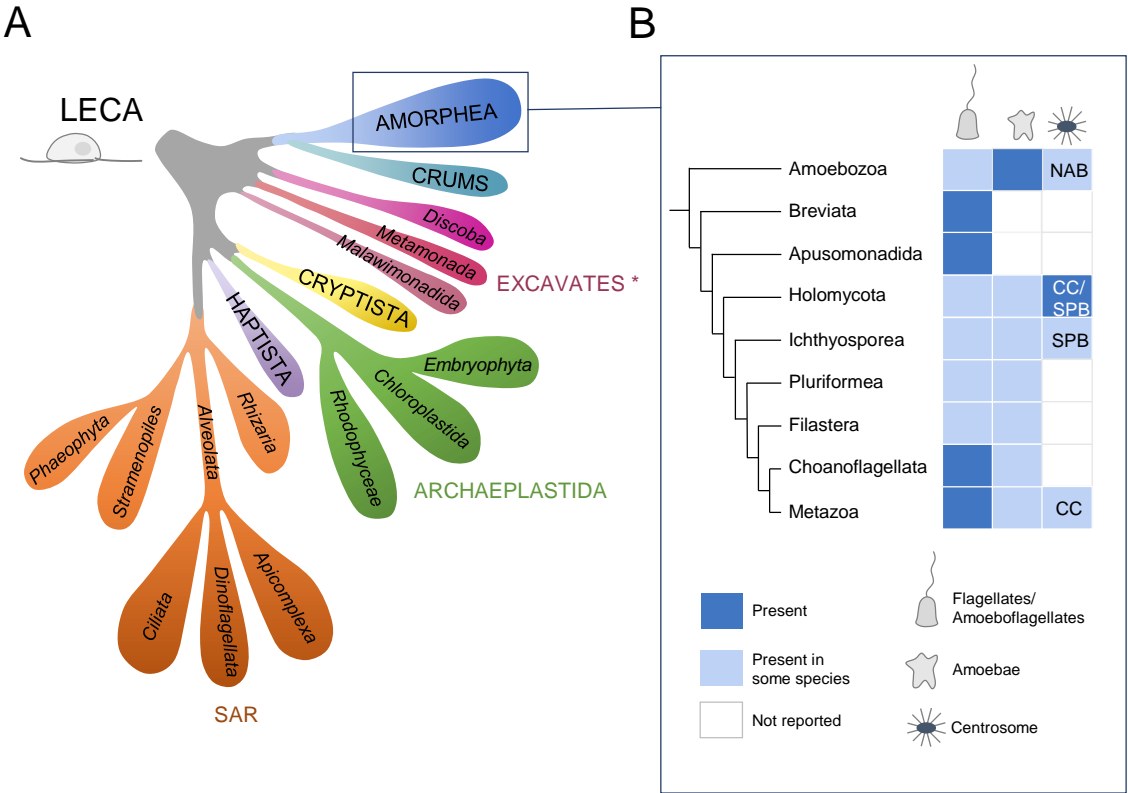 A
LECA
AMORPHEA
CRUMS
Discoba
Metamonada
Malawimonadida
EXCAVATES *
CRYPTISTA
HAPTISTA
Embryophyta
Chloroplastida
Rhodophyceae
ARCHAEPLASTIDA
Rhizaria
Alveolata
Stramenopiles
Phaeophyta
Ciliata
Dinoflagellata
Apicomplexa
SAR
B
Amoebozoa
NAB
Breviata
Apusomonadida
Holomycota
CC/
SPB
Ichthyosporea
SPB
Pluriformea
Filastera
Choanoflagellata
Metazoa
CC
Present
Present in
some species
Not reported
Flagellates/
Amoeboflagellates
Amoebae
Centrosome